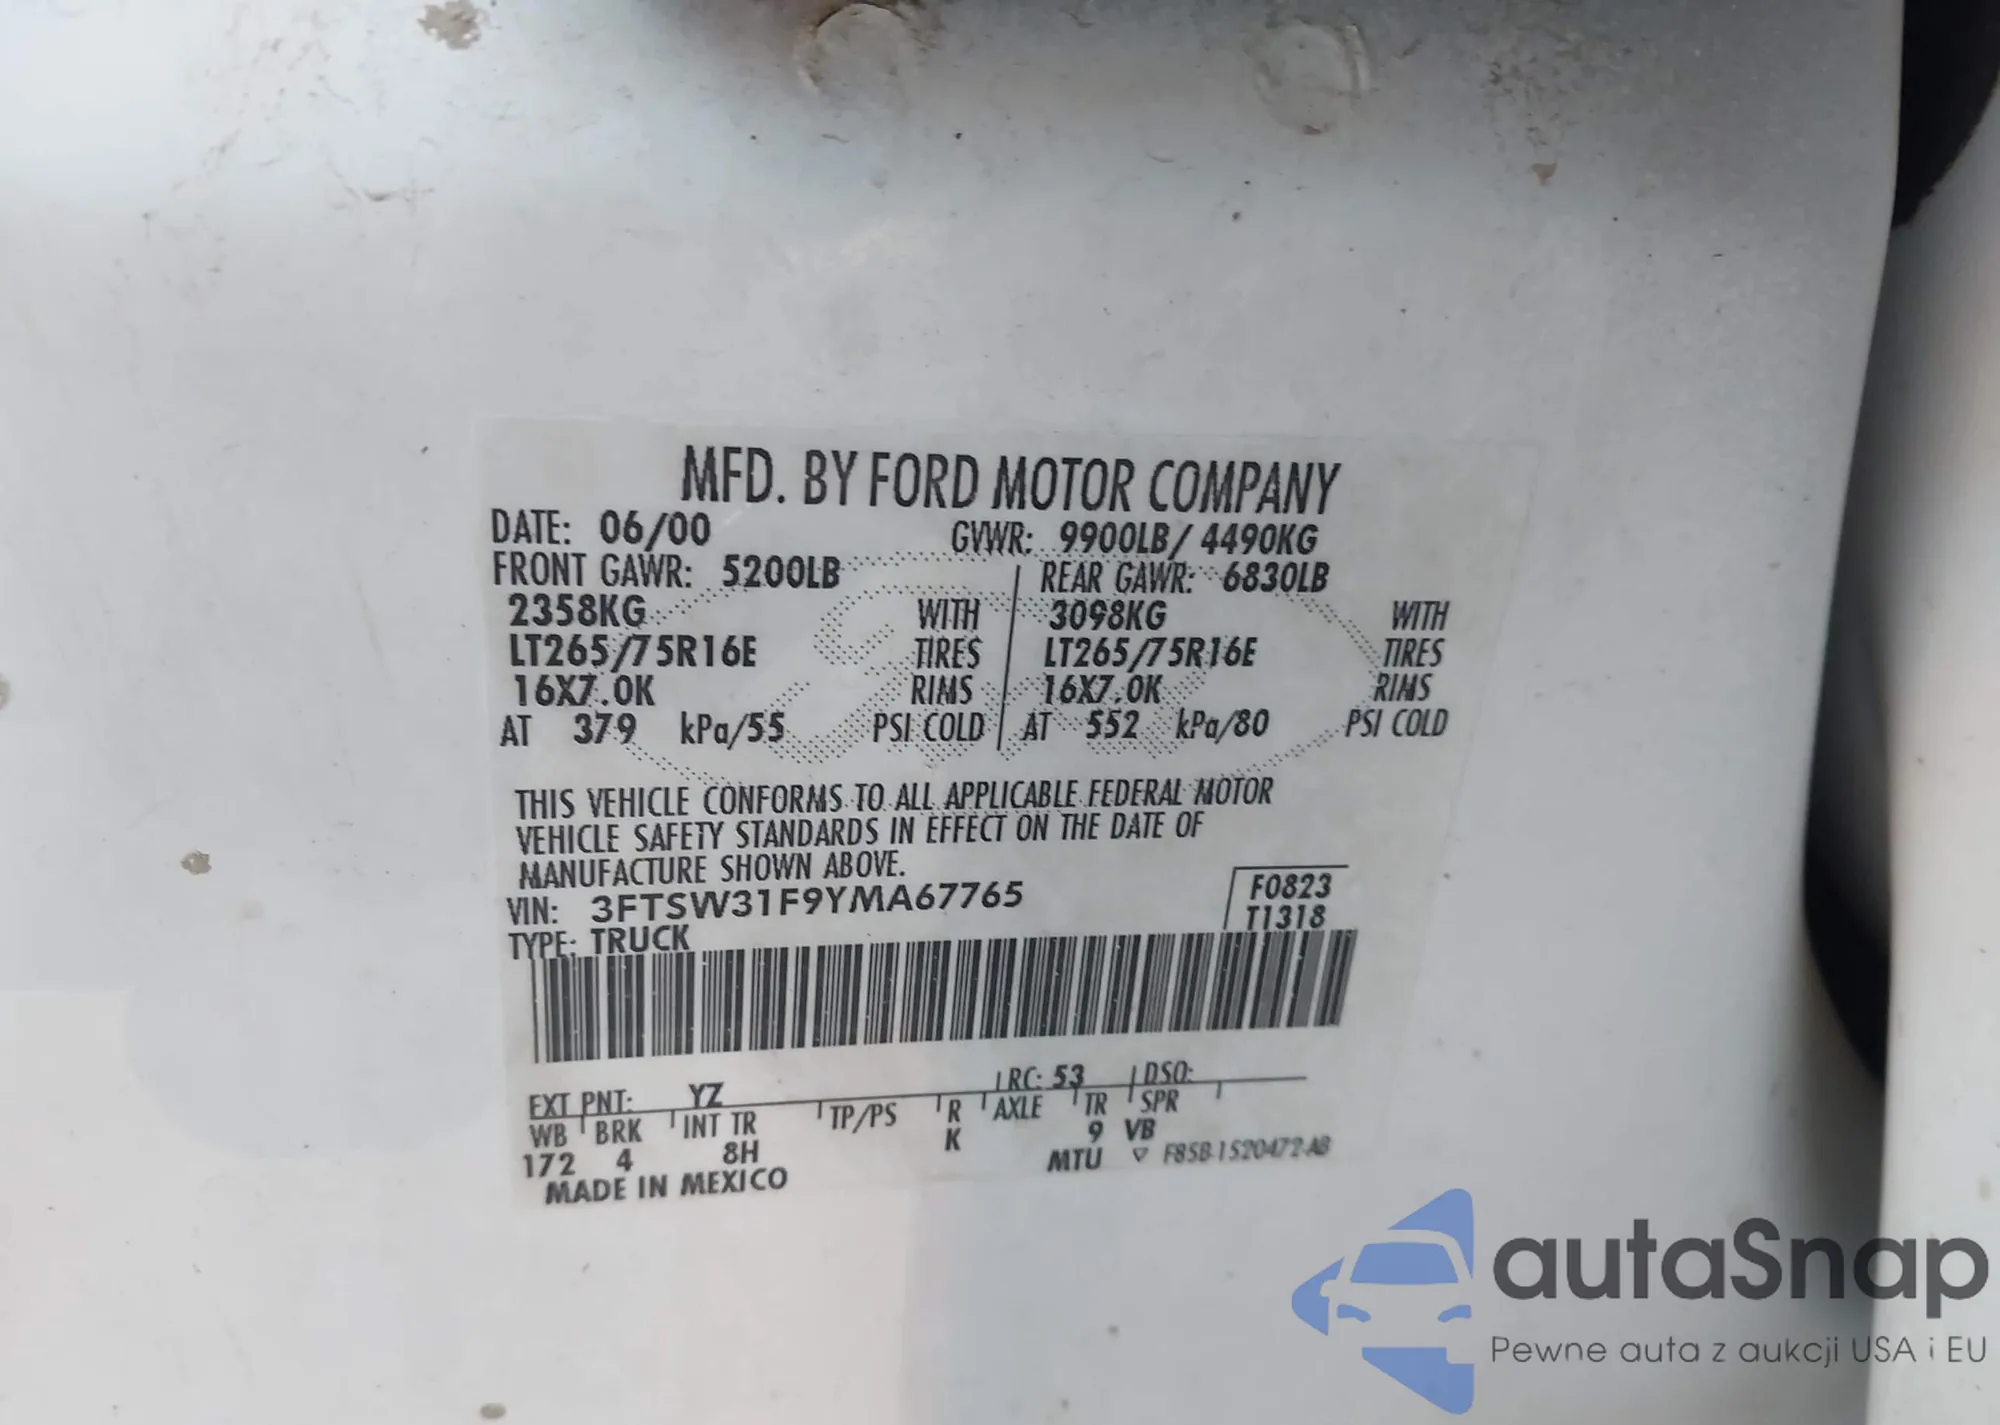 MFD. BY FORD MOTOR COMPANY
DATE: 06/00 GVWR: 9900LB/ 4490KG
FRONT GAWR: 5200LB REAR GAWR: 6830LB
2358KG WITH 3098KG WITH
LT265/75R16E TIRES LT265/75R16E TIRES
16X7.0K RIMS 16X7.0K RIMS
AT 379 kPa/55 PSI COLD AT 552 kPa/80 PSI COLD
THIS VEHICLE CONFORMS TO ALL APPLICABLE FEDERAL MOTOR
VEHICLE SAFETY STANDARDS IN EFFECT ON THE DATE OF
MANUFACTURE SHOWN ABOVE.
VIN: 3FTSW31F9YMA67765 F0823
TYPE: TRUCK T1318
EXT PNT: YZ RC: 53 DSO:
WB BRK INT TR TP/PS R AXLE TR SPR
172 4 8H K 9 VB
MADE IN MEXICO MTU ▽ F85B-1520472-AB
autaSnap
Pewne auta z aukcji USA i EU